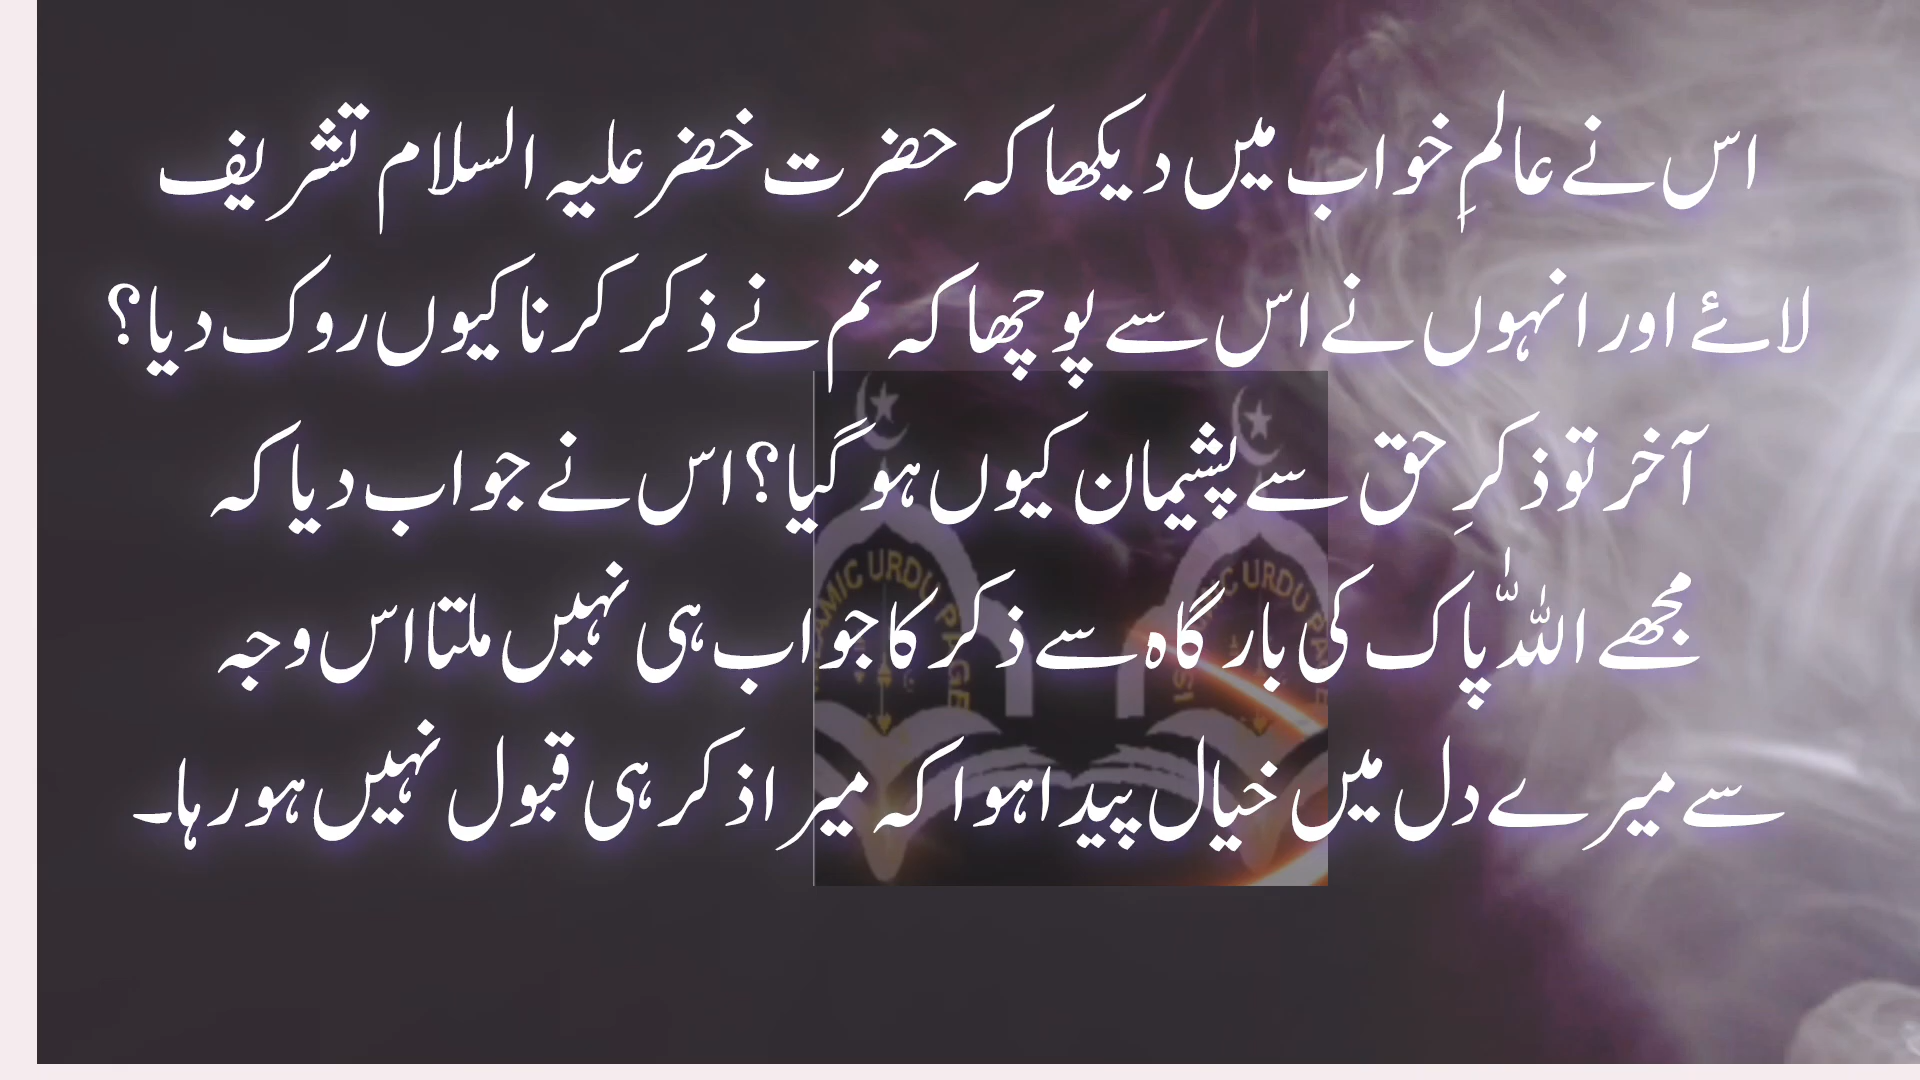 اس نے عالمِ خواب میں دیکھا کہ حضرت خضر علیہ السلام تشریف
لائے اور انہوں نے اس سے پوچھا کہ تم نے ذکر کرنا کیوں روک دیا؟
آخر تو ذکرِ حق سے پشیمان کیوں ہو گیا؟ اس نے جواب دیا کہ
مجھے اللہ پاک کی بارگاہ سے ذکر کا جواب ہی نہیں ملتا اس وجہ
سے میرے دل میں خیال پیدا ہوا کہ میرا ذکر ہی قبول نہیں ہو رہا۔
URDU PAGE
URDU